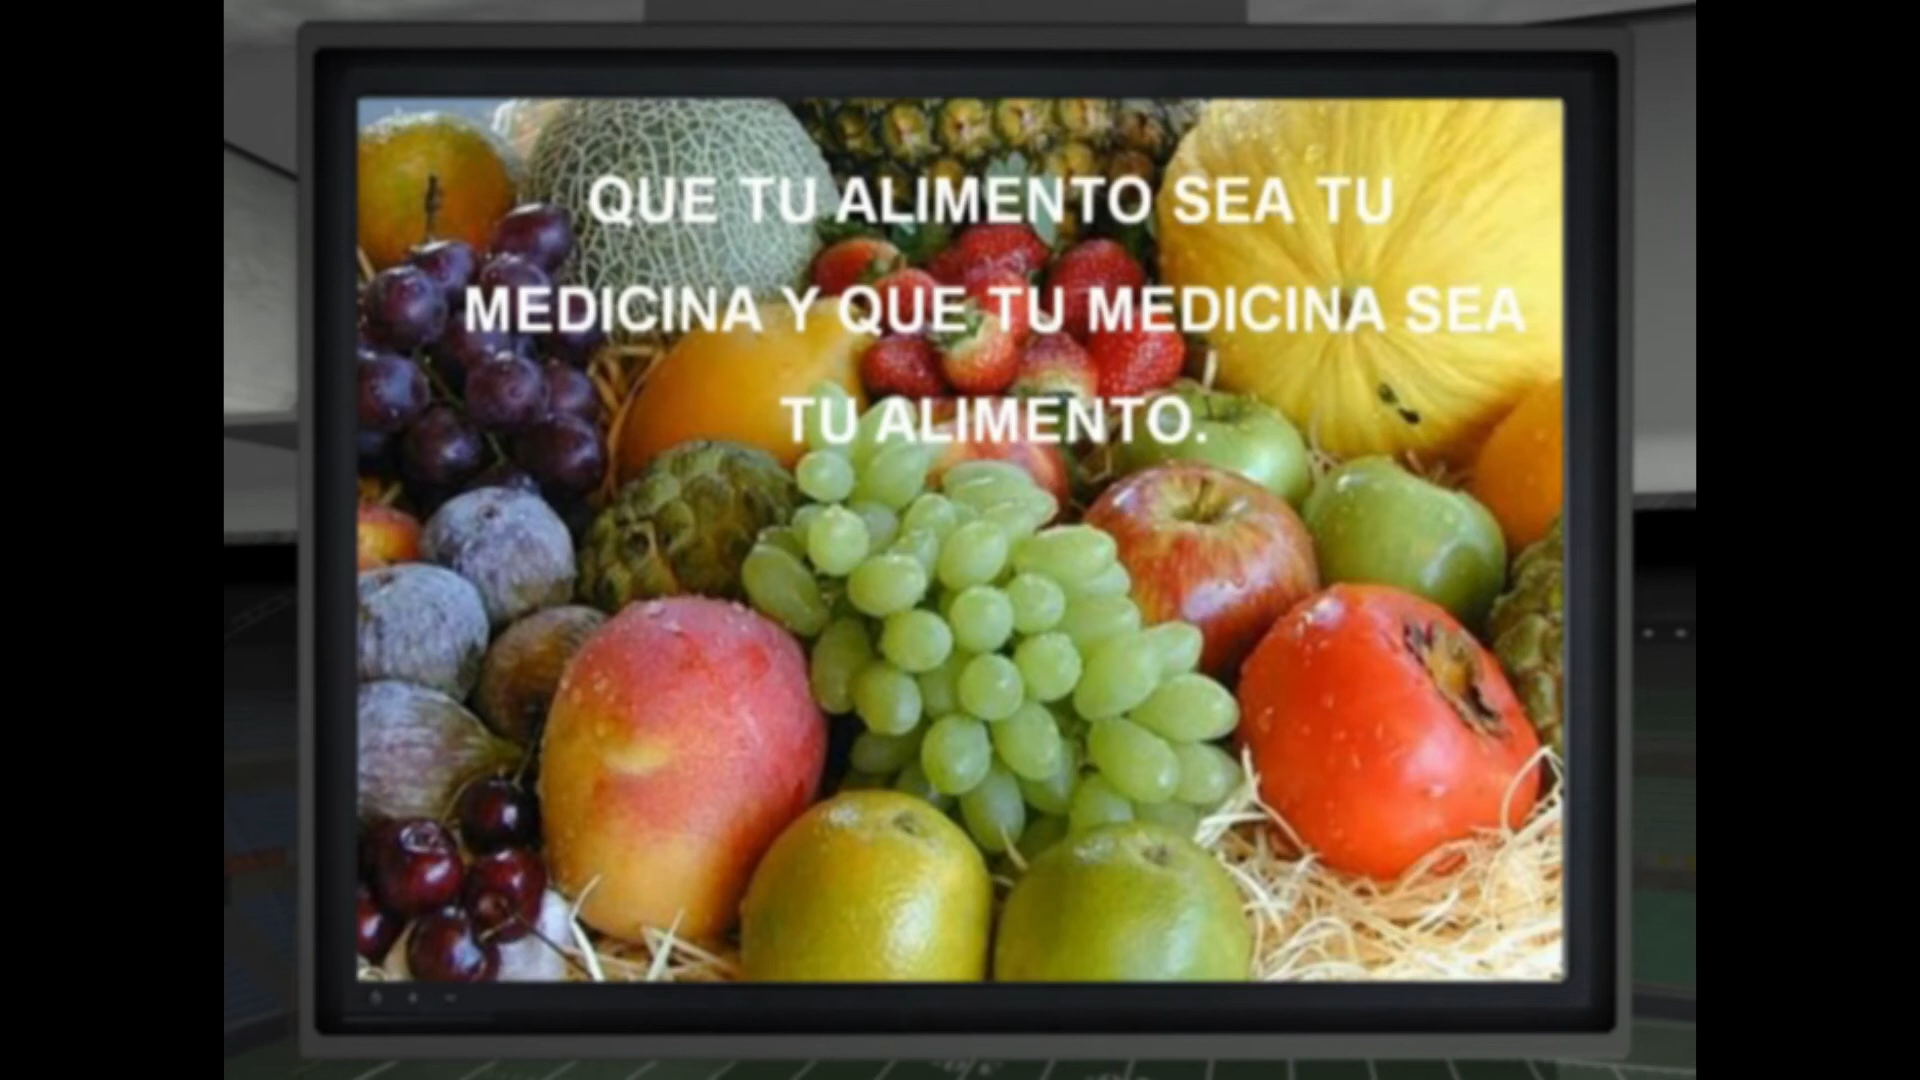 QUE TU ALIMENTO SEA TU
MEDICINA Y QUE TU MEDICINA SEA
TU ALIMENTO.